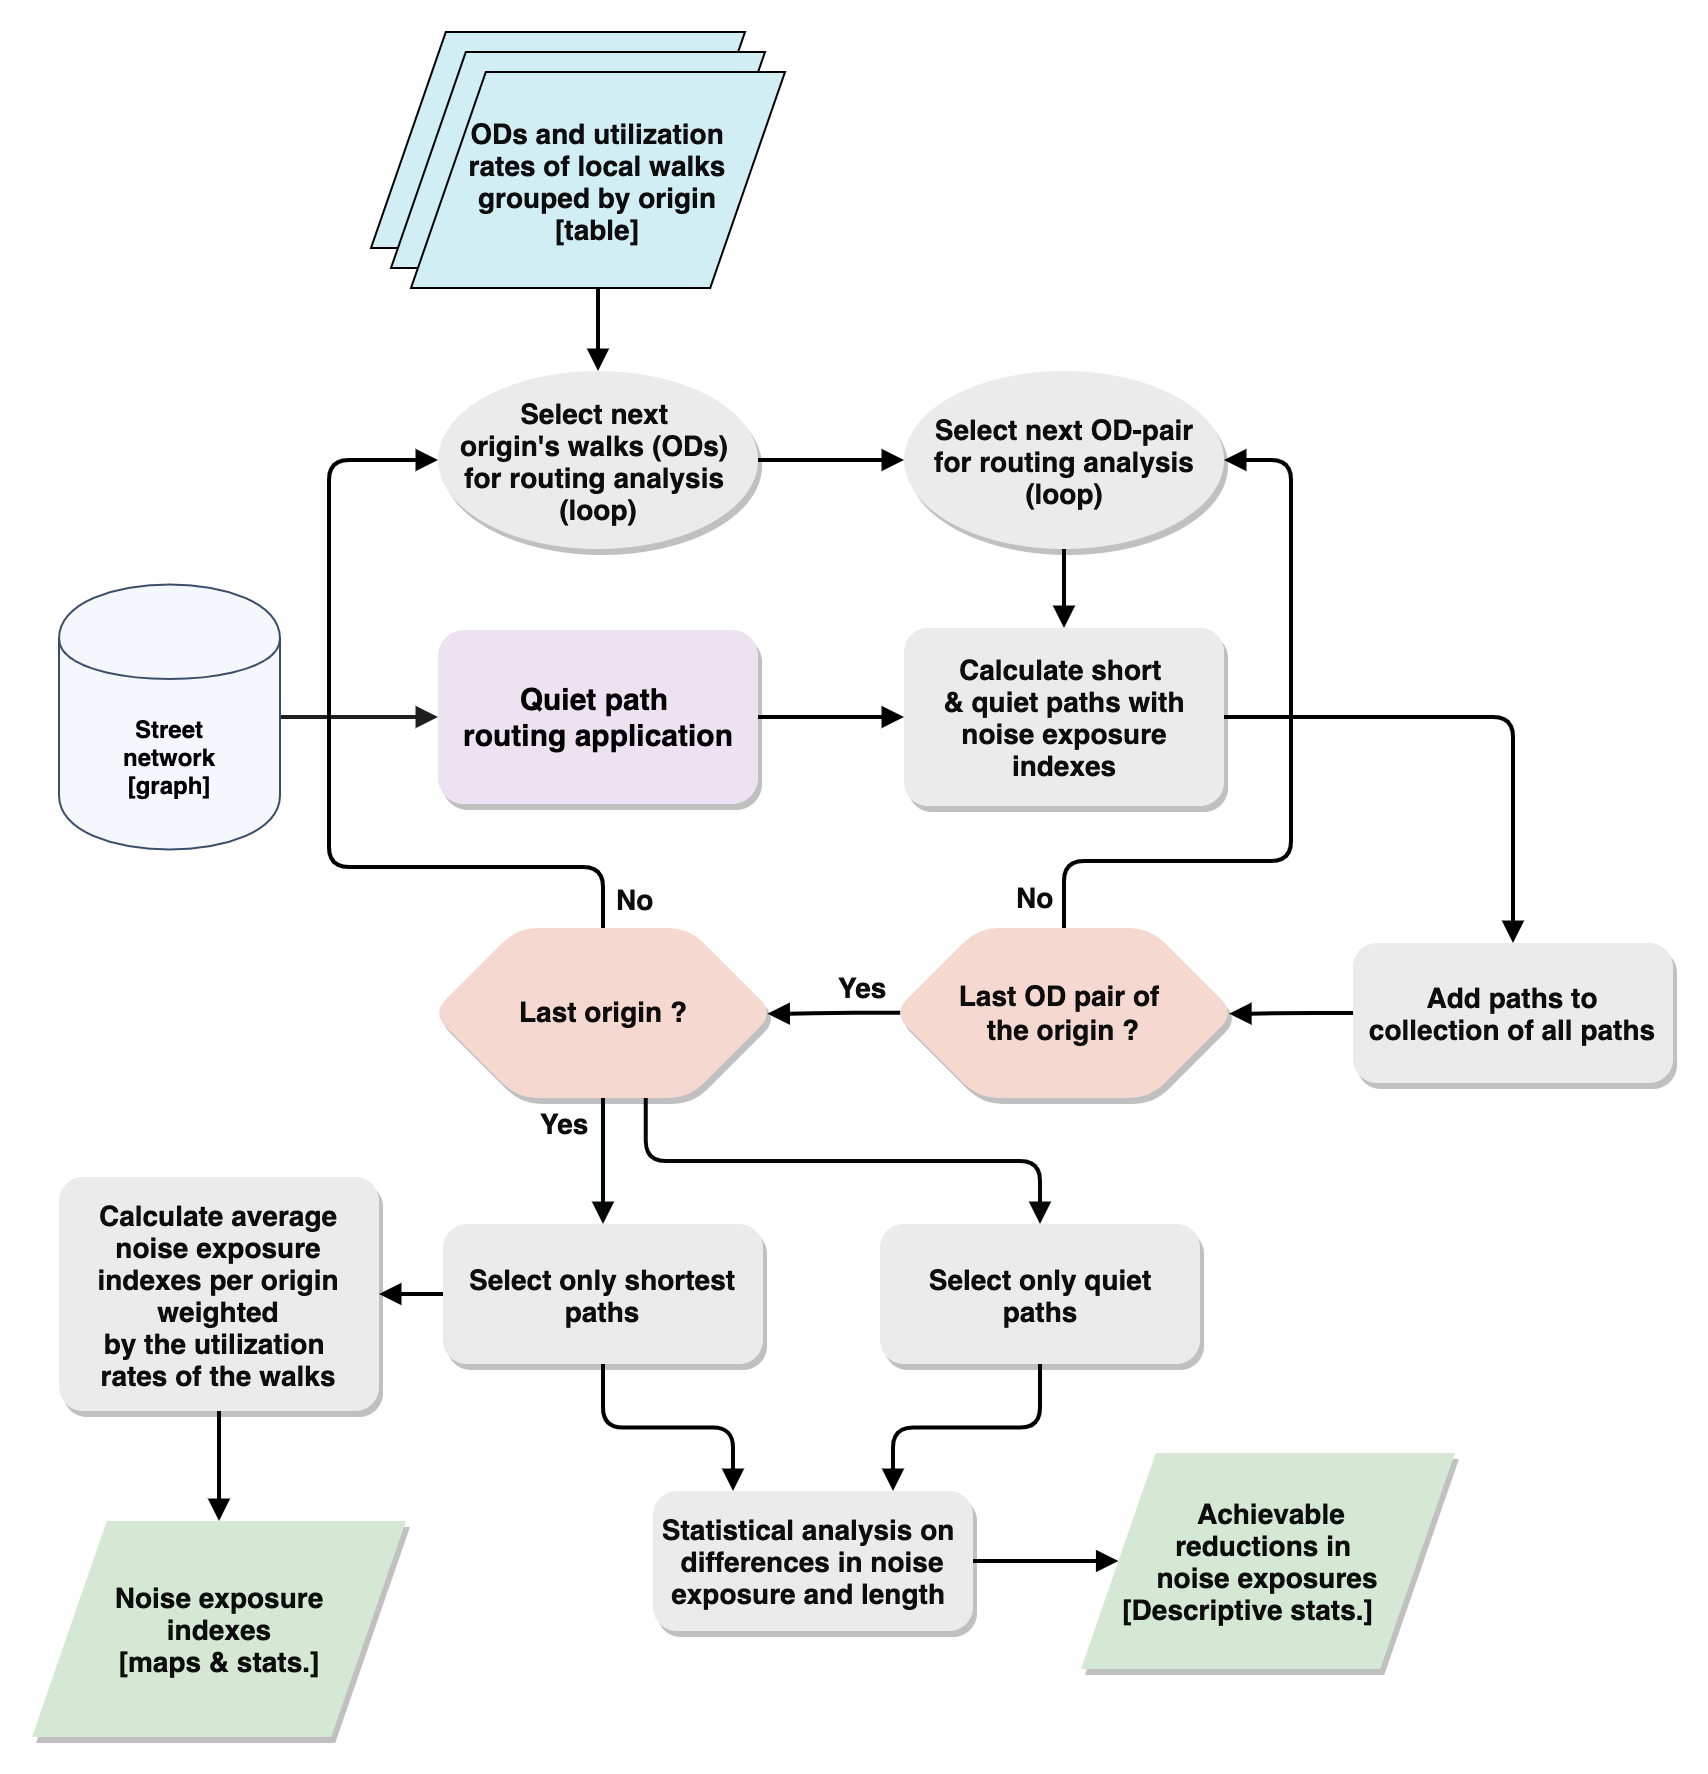 ODs and utilization
rates of local walks
grouped by origin
[table]
Select next
origin's walks (ODs)
for routing analysis
(loop)
Select next OD-pair
for routing analysis
(loop)
Street
network
[graph]
Quiet path
routing application
Calculate short
& quiet paths with
noise exposure
indexes
No
No
Last origin ?
Yes
Last OD pair of
the origin ?
Add paths to
collection of all paths
Yes
Calculate average
noise exposure
indexes per origin
weighted
by the utilization
rates of the walks
Select only shortest
paths
Select only quiet
paths
Statistical analysis on
differences in noise
exposure and length
Achievable
reductions in
noise exposures
[Descriptive stats.]
Noise exposure
indexes
[maps & stats.]